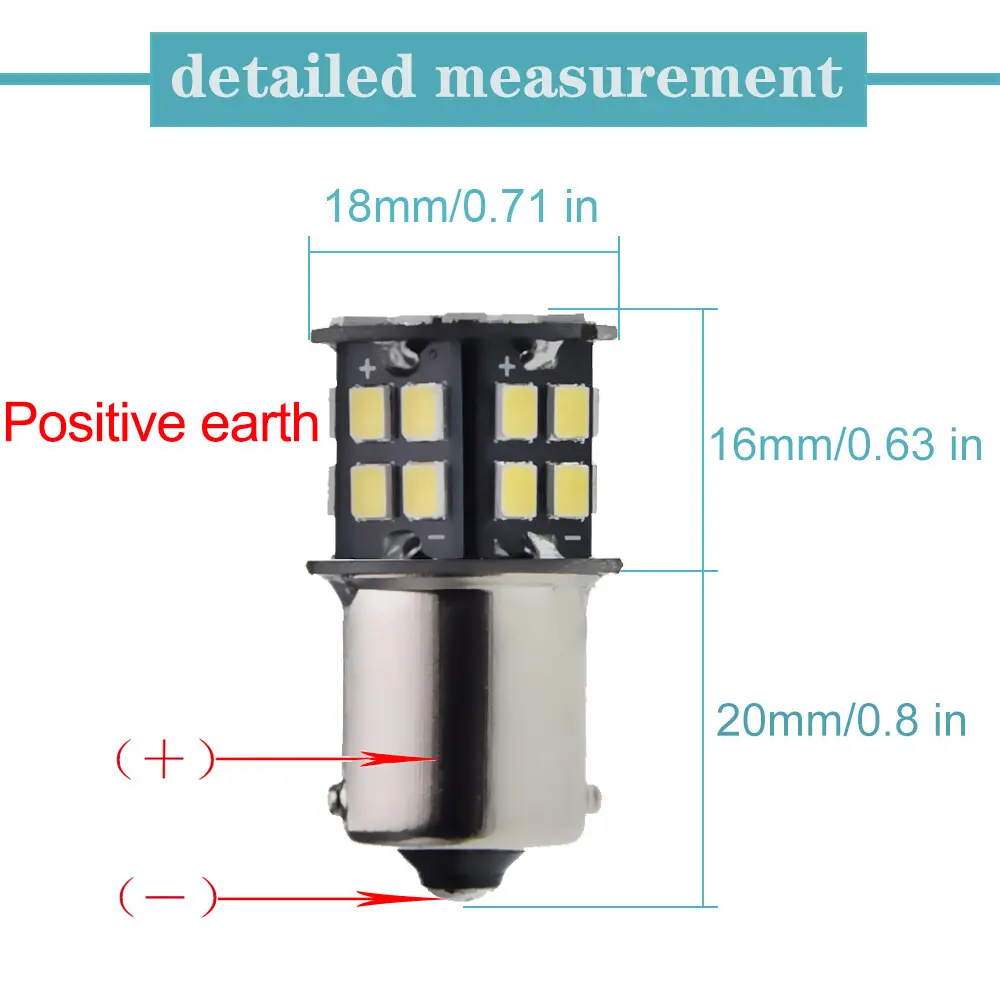 detailed measurement
18mm/0.71 in
Positive earth
16mm/0.63 in
20mm/0.8 in
(+)
(−)
+
+
−
−